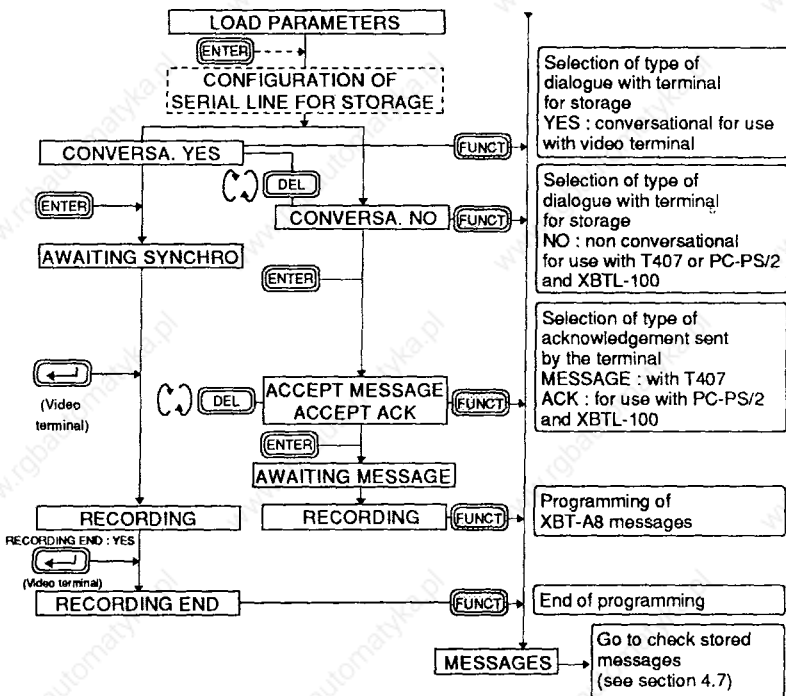 LOAD PARAMETERS
ENTER
CONFIGURATION OF
SERIAL LINE FOR STORAGE
Selection of type of
dialogue with terminal
for storage
YES : conversational for use
with video terminal
CONVERSA. YES
FUNCT
DEL
ENTER
CONVERSA. NO
FUNCT
Selection of type of
dialogue with terminal
for storage
NO : non conversational
for use with T407 or PC-PS/2
and XBTL-100
AWAITING SYNCHRO
ENTER
Selection of type of
acknowledgement sent
by the terminal
MESSAGE : with T407
ACK : for use with PC-PS/2
and XBTL-100
(Video
terminal)
DEL
ACCEPT MESSAGE
ACCEPT ACK
FUNCT
ENTER
AWAITING MESSAGE
RECORDING
RECORDING
FUNCT
Programming of
XBT-A8 messages
RECORDING END : YES
(Video terminal)
RECORDING END
FUNCT
End of programming
MESSAGES
Go to check stored
messages
(see section 4.7)
www.rgbautomatyka.pl